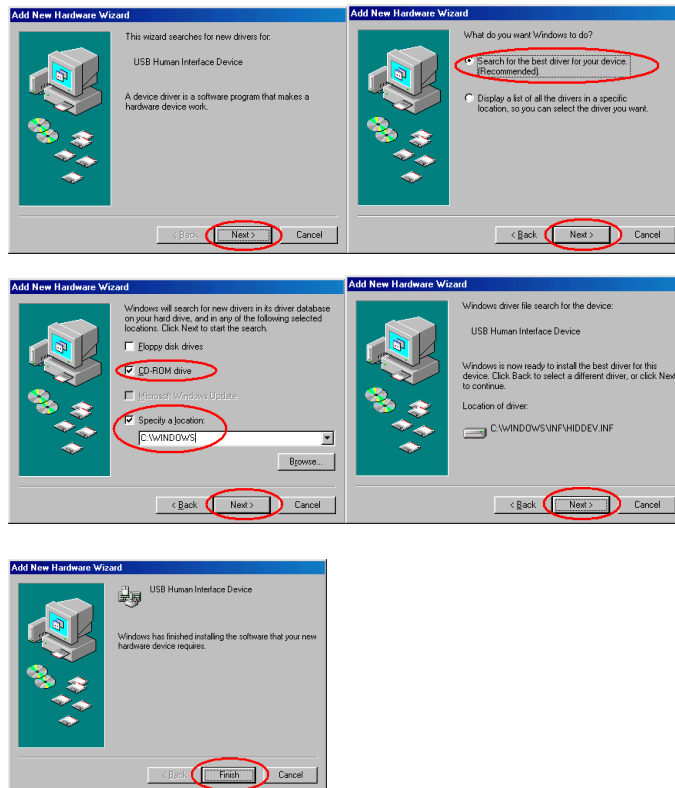 Add New Hardware Wizard
This wizard searches for new drivers for:
USB Human Interface Device
A device driver is a software program that makes a
hardware device work.
< Back
Next >
Cancel
Add New Hardware Wizard
What do you want Windows to do?
Search for the best driver for your device.
(Recommended).
Display a list of all the drivers in a specific
location, so you can select the driver you want.
< Back
Next >
Cancel
Add New Hardware Wizard
Windows will search for new drivers in its driver database
on your hard drive, and in any of the following selected
locations. Click Next to start the search.
Floppy disk drives
CD-ROM drive
Microsoft Windows Update
Specify a location:
C:\WINDOWS
Browse...
< Back
Next >
Cancel
Add New Hardware Wizard
Windows driver file search for the device:
USB Human Interface Device
Windows is now ready to install the best driver for this
device. Click Back to select a different driver, or click Next
to continue.
Location of driver:
C:\WINDOWS\INF\HIDDEV.INF
< Back
Next >
Cancel
Add New Hardware Wizard
USB Human Interface Device
Windows has finished installing the software that your new
hardware device requires.
< Back
Finish
Cancel